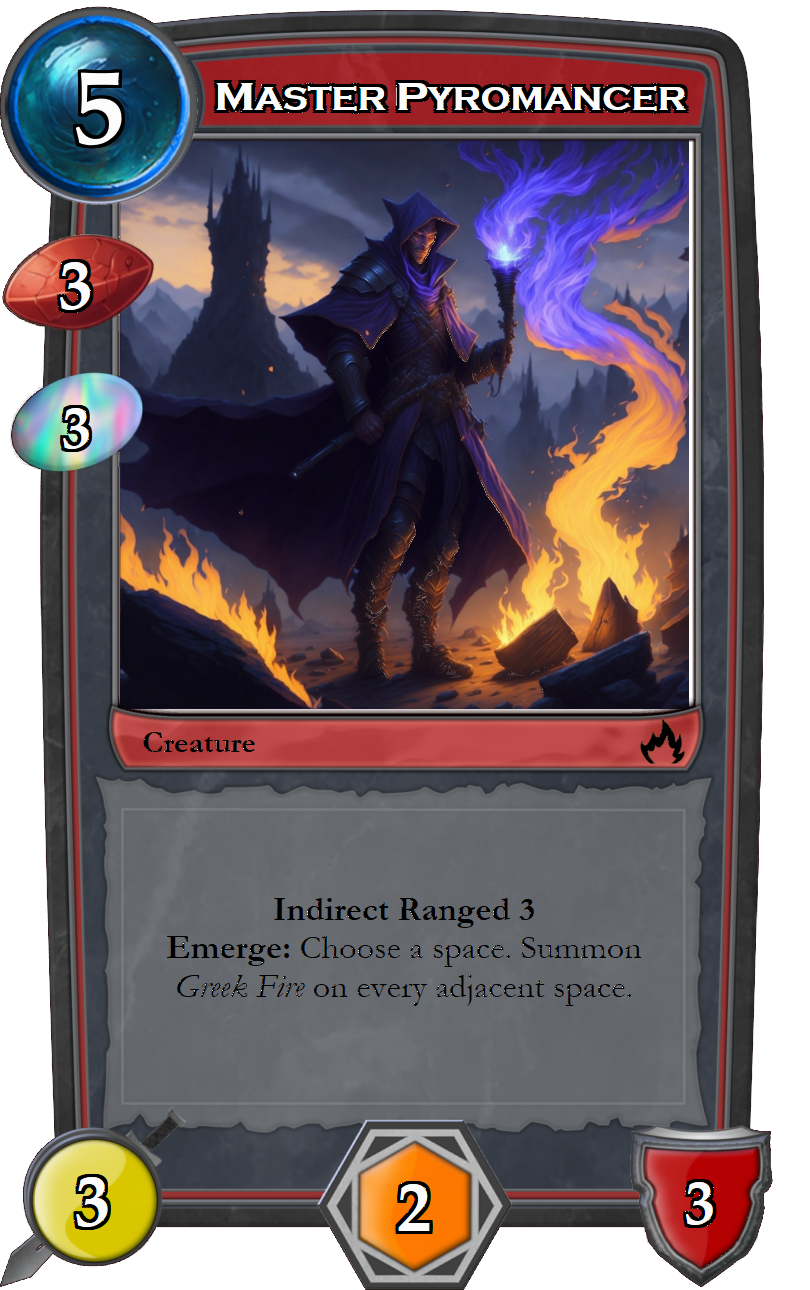 5
Master Pyromancer
3
3
Creature
Indirect Ranged 3
Emerge: Choose a space. Summon
Greek Fire on every adjacent space.
3
2
3